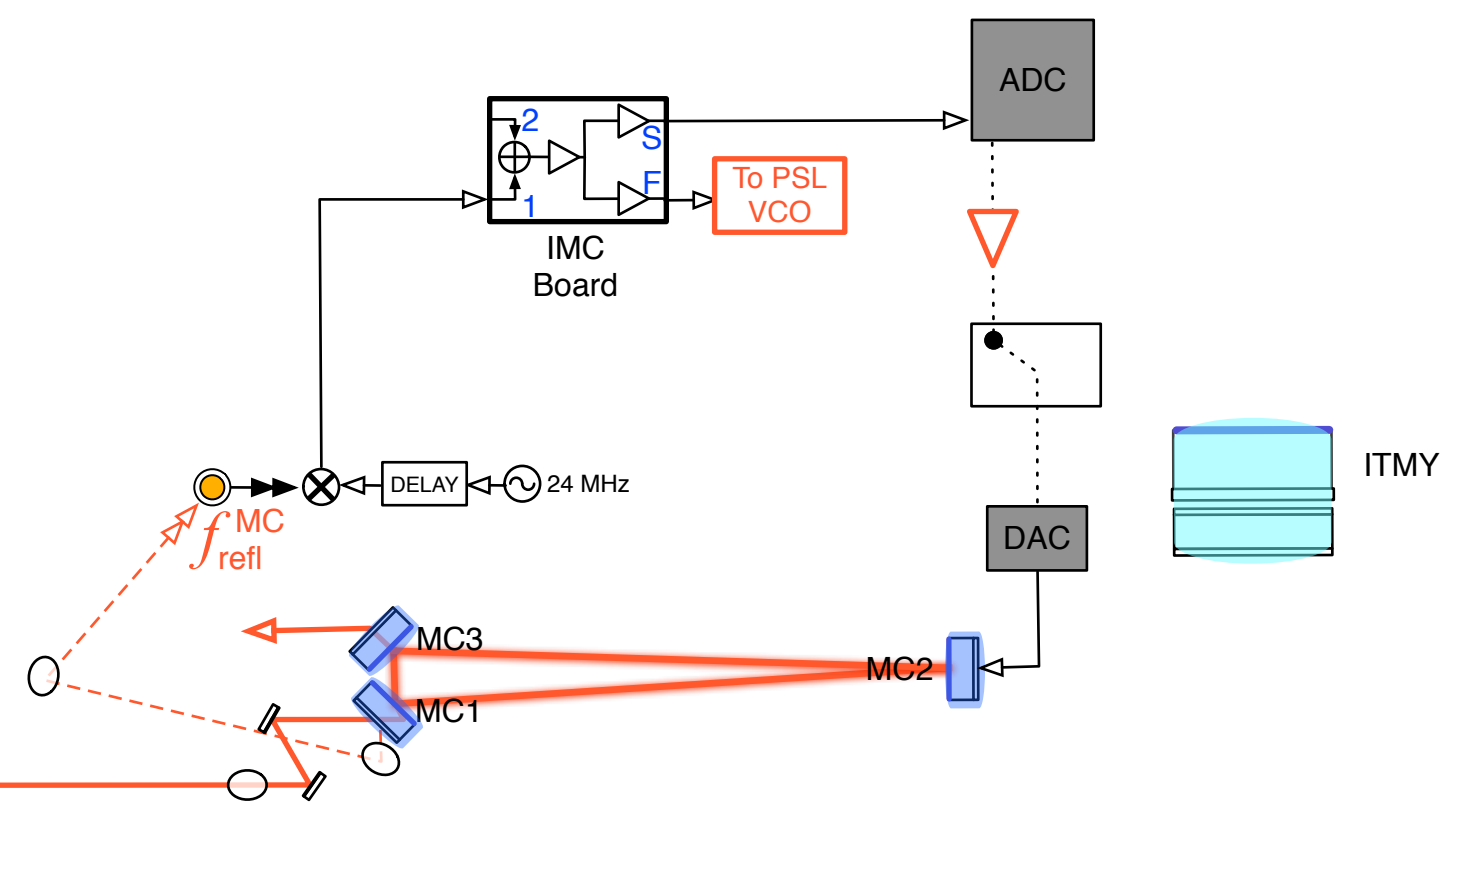 ADC
2
S
F
1
To PSL
VCO
IMC
Board
ITMY
DELAY
24 MHz
f MC
refl
DAC
MC3
MC2
MC1